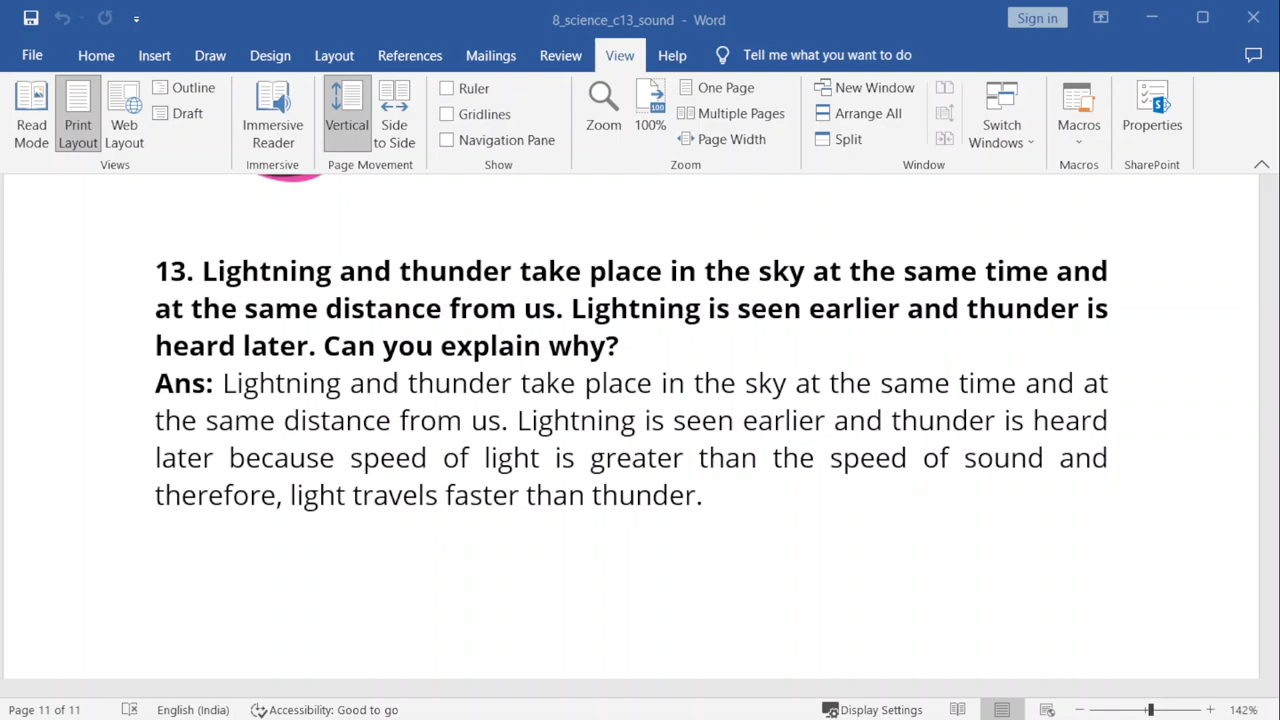 8_science_c13_sound - Word
Sign in
File Home Insert Draw Design Layout References Mailings Review View Help Tell me what you want to do
Read Mode
Print Layout
Web Layout
Outline
Draft
Views
Immersive Reader
Immersive
Vertical
Side to Side
Page Movement
Ruler
Gridlines
Navigation Pane
Show
Zoom
100
100%
One Page
Multiple Pages
Page Width
Zoom
New Window
Arrange All
Split
Switch Windows
Window
Macros
Macros
Properties
SharePoint
13. Lightning and thunder take place in the sky at the same time and
at the same distance from us. Lightning is seen earlier and thunder is
heard later. Can you explain why?
Ans: Lightning and thunder take place in the sky at the same time and at
the same distance from us. Lightning is seen earlier and thunder is heard
later because speed of light is greater than the speed of sound and
therefore, light travels faster than thunder.
Page 11 of 11 English (India) Accessibility: Good to go Display Settings 142%